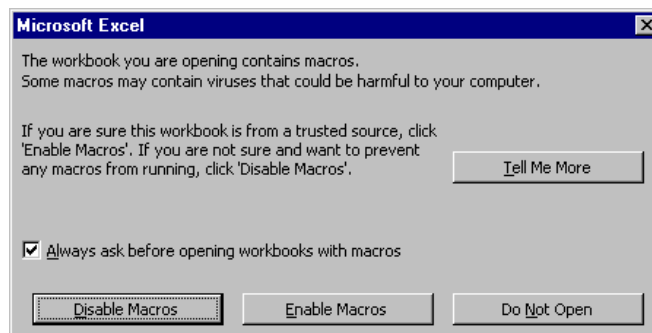 Microsoft Excel
The workbook you are opening contains macros.
Some macros may contain viruses that could be harmful to your computer.
If you are sure this workbook is from a trusted source, click
'Enable Macros'. If you are not sure and want to prevent
any macros from running, click 'Disable Macros'.
Tell Me More
Always ask before opening workbooks with macros
Disable Macros
Enable Macros
Do Not Open